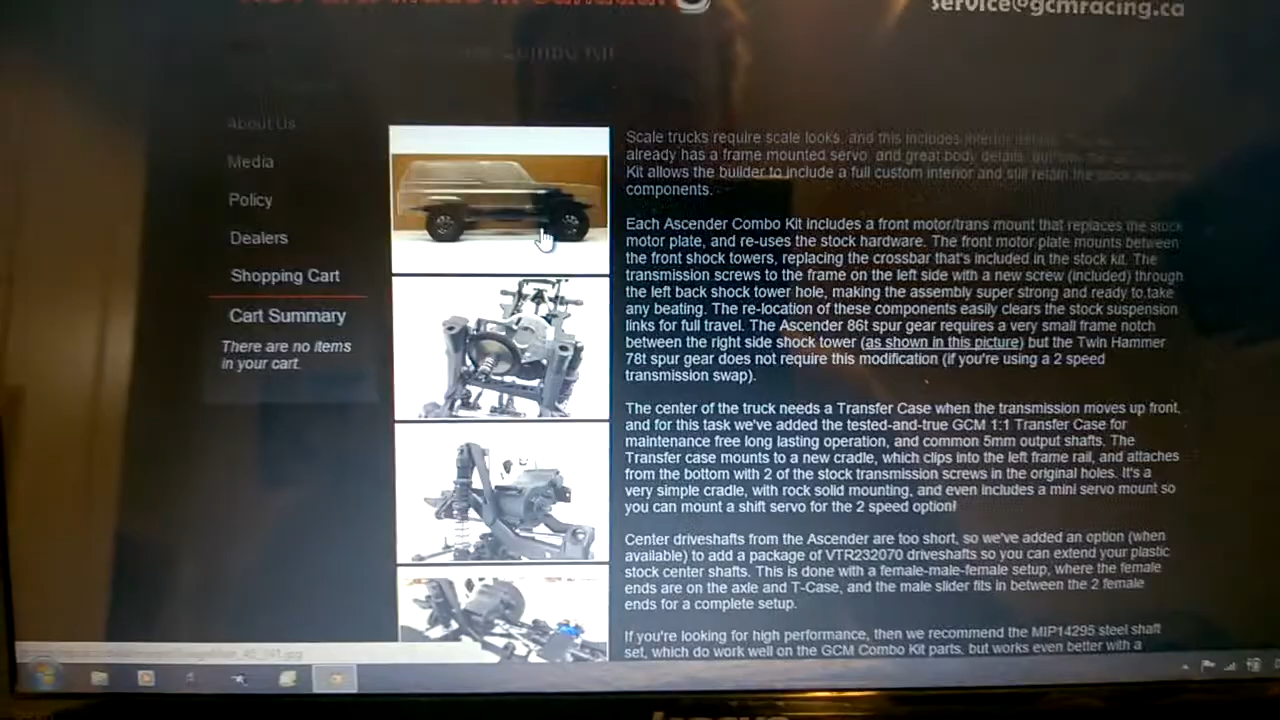 service@gcmracing.ca
Combo Kit
About Us
Media
Policy
Dealers
Shopping Cart
Cart Summary
There are no items
in your cart.
Scale trucks require scale looks, and this includes interior
already has a frame mounted servo, and great body details,
Kit allows the builder to include a full custom interior and still retain the stock
components.
Each Ascender Combo Kit includes a front motor/trans mount that replaces the stock
motor plate, and re-uses the stock hardware. The front motor plate mounts between
the front shock towers, replacing the crossbar that's included in the stock kit. The
transmission screws to the frame on the left side with a new screw (included) through
the left back shock tower hole, making the assembly super strong and ready to take
any beating. The re-location of these components easily clears the stock suspension
links for full travel. The Ascender 86t spur gear requires a very small frame notch
between the right side shock tower (as shown in this picture) but the Twin Hammer
78t spur gear does not require this modification (if you're using a 2 speed
transmission swap).
The center of the truck needs a Transfer Case when the transmission moves up front,
and for this task we've added the tested-and-true GCM 1:1 Transfer Case for
maintenance free long lasting operation, and common 5mm output shafts. The
Transfer case mounts to a new cradle, which clips into the left frame rail, and attaches
from the bottom with 2 of the stock transmission screws in the original holes. It's a
very simple cradle, with rock solid mounting, and even includes a mini servo mount so
you can mount a shift servo for the 2 speed option!
Center driveshafts from the Ascender are too short, so we've added an option (when
available) to add a package of VTR232070 driveshafts so you can extend your plastic
stock center shafts. This is done with a female-male-female setup, where the female
ends are on the axle and T-Case, and the male slider fits in between the 2 female
ends for a complete setup.
If you're looking for high performance, then we recommend the MIP14295 steel shaft
set, which do work well on the GCM Combo Kit parts, but works even better with a